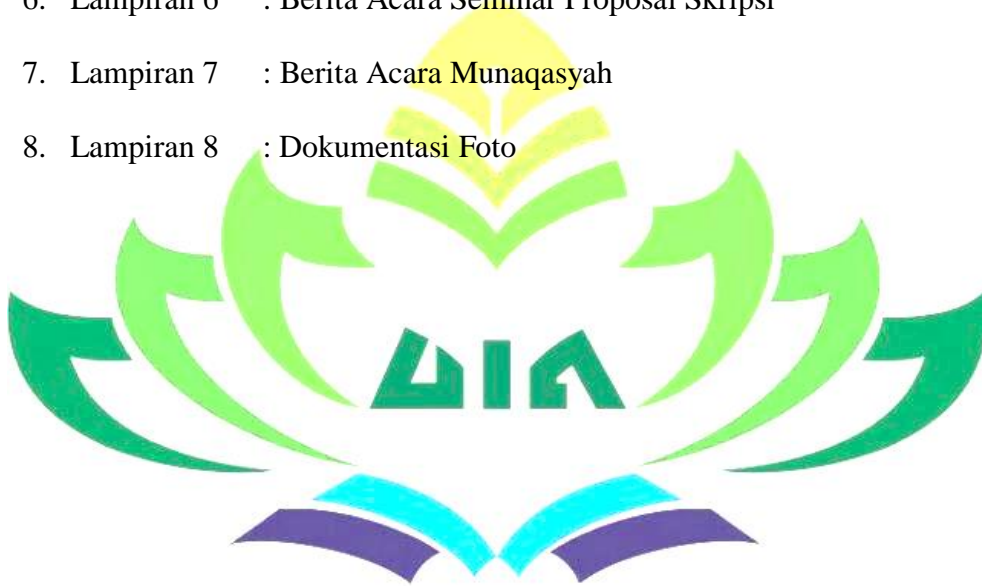 6. Lampiran 6 : Berita Acara Seminar Proposal Skripsi
7. Lampiran 7 : Berita Acara Munaqasyah
8. Lampiran 8 : Dokumentasi Foto
UIN